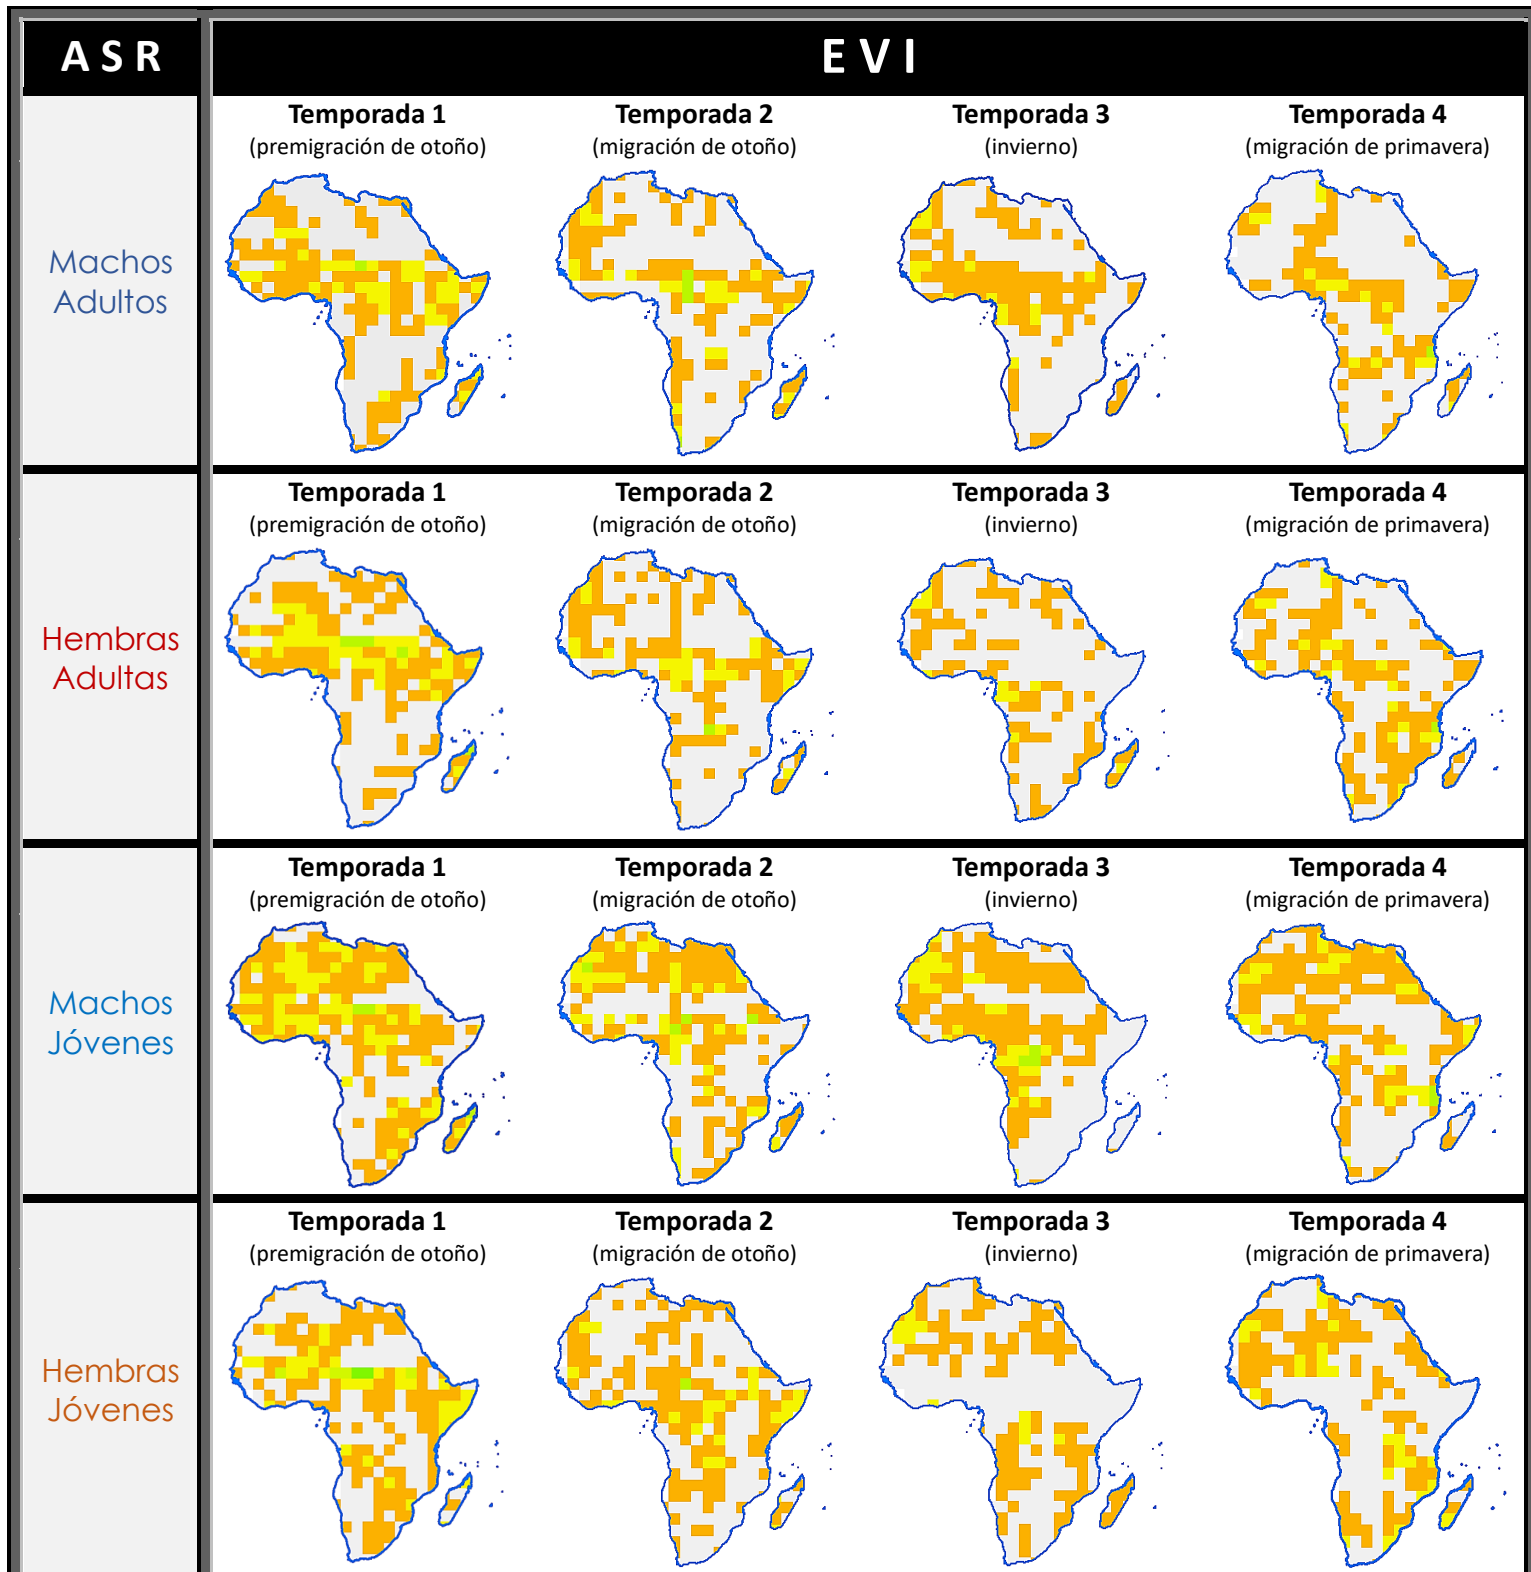 A S R
E V I
Machos
Adultos
Temporada 1
(premigración de otoño)
Temporada 2
(migración de otoño)
Temporada 3
(invierno)
Temporada 4
(migración de primavera)
Hembras
Adultas
Temporada 1
(premigración de otoño)
Temporada 2
(migración de otoño)
Temporada 3
(invierno)
Temporada 4
(migración de primavera)
Machos
Jóvenes
Temporada 1
(premigración de otoño)
Temporada 2
(migración de otoño)
Temporada 3
(invierno)
Temporada 4
(migración de primavera)
Hembras
Jóvenes
Temporada 1
(premigración de otoño)
Temporada 2
(migración de otoño)
Temporada 3
(invierno)
Temporada 4
(migración de primavera)